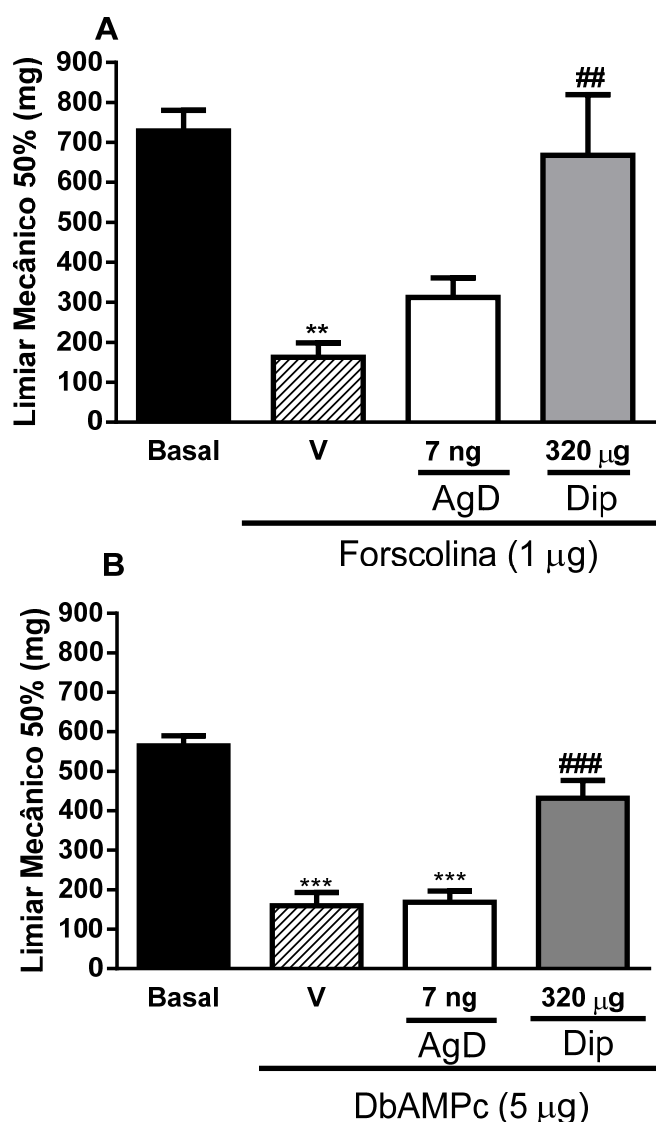 A
Limiar Mecânico 50% (mg)
900
800
700
600
500
400
300
200
100
0
**
##
Basal V 7 ng 320 µg
AgD Dip
Forscolina (1 µg)
B
Limiar Mecânico 50% (mg)
900
800
700
600
500
400
300
200
100
0
***
***
###
Basal V 7 ng 320 µg
AgD Dip
DbAMPc (5 µg)